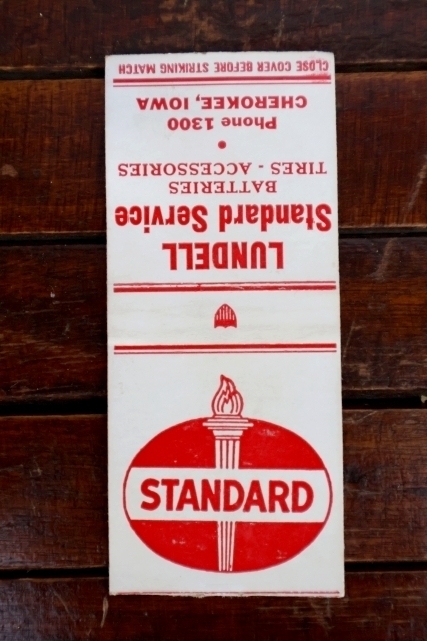 LUNDELL
Standard Service
BATTERIES
TIRES - ACCESSORIES
•
Phone 1300
CHEROKEE, IOWA
CLOSE COVER BEFORE STRIKING MATCH
STANDARD